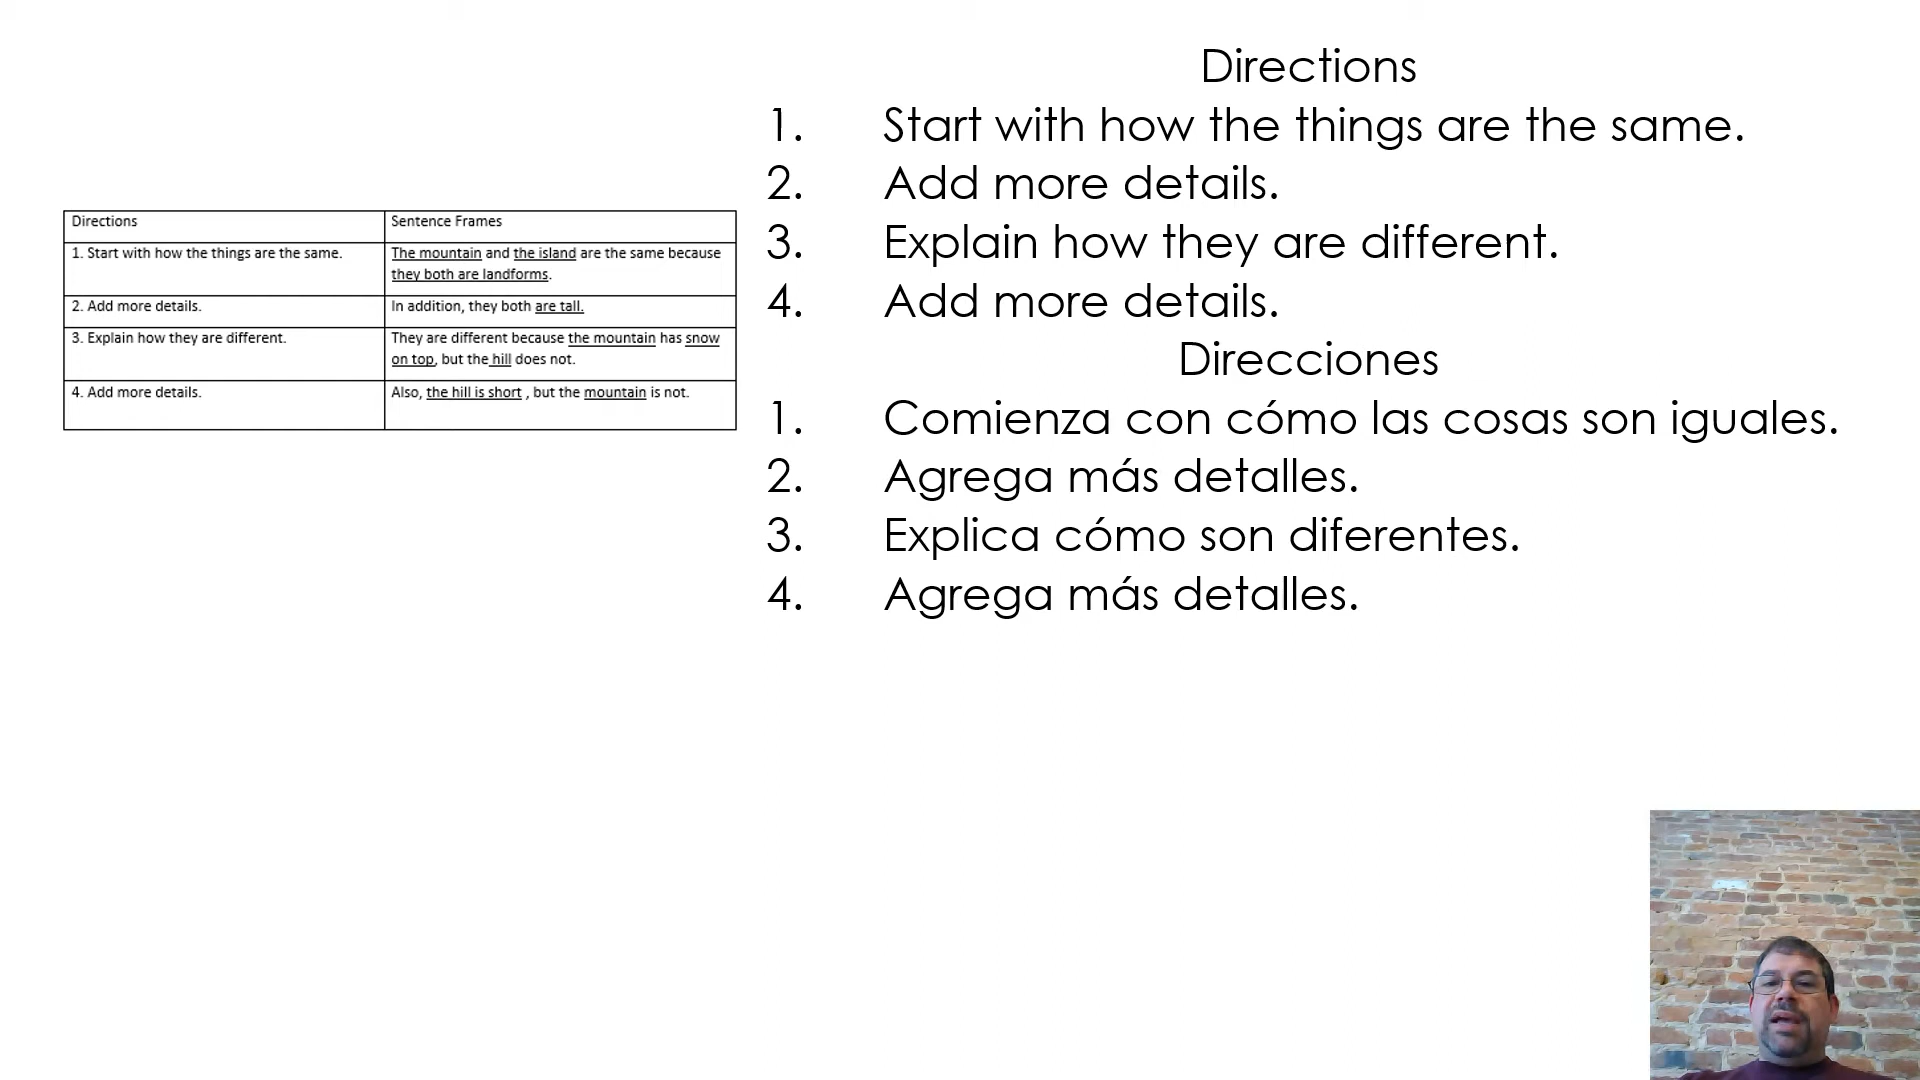 Directions
Sentence Frames
1. Start with how the things are the same.
The mountain and the island are the same because
they both are landforms.
2. Add more details.
In addition, they both are tall.
3. Explain how they are different.
They are different because the mountain has snow
on top, but the hill does not.
4. Add more details.
Also, the hill is short , but the mountain is not.
Directions
1. Start with how the things are the same.
2. Add more details.
3. Explain how they are different.
4. Add more details.
Direcciones
1. Comienza con cómo las cosas son iguales.
2. Agrega más detalles.
3. Explica cómo son diferentes.
4. Agrega más detalles.